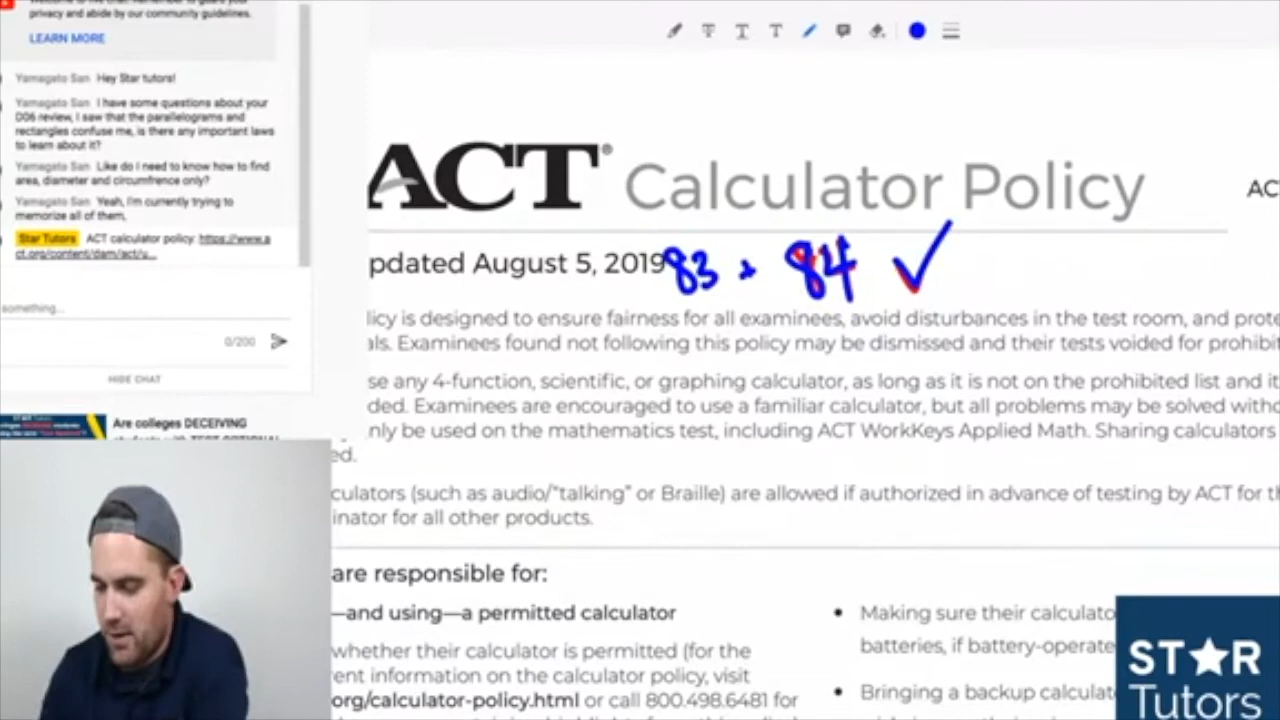 privacy and abide by our community guidelines.
LEARN MORE
Yamagato San Hey Star tutors!
Yamagato San I have some questions about your
D06 review, I saw that the parallelograms and
rectangles confuse me, is there any important laws
to learn about it?
Yamagato San Like do I need to know how to find
area, diameter and circumfrence only?
Yamagato San Yeah, I'm currently trying to
memorize all of them,
Star Tutors ACT calculator policy: https://www.a
ct.org/content/dam/act/u...
something...
0/200
HIDE CHAT
Are colleges DECEIVING
ACT® Calculator Policy
AC
pdated August 5, 2019
83 + 84 ✓
licy is designed to ensure fairness for all examinees, avoid disturbances in the test room, and prote
als. Examinees found not following this policy may be dismissed and their tests voided for prohibit
se any 4-function, scientific, or graphing calculator, as long as it is not on the prohibited list and it
ded. Examinees are encouraged to use a familiar calculator, but all problems may be solved witho
nly be used on the mathematics test, including ACT WorkKeys Applied Math. Sharing calculators
ed.
culators (such as audio/"talking" or Braille) are allowed if authorized in advance of testing by ACT for th
inator for all other products.
are responsible for:
—and using—a permitted calculator
whether their calculator is permitted (for the
ent information on the calculator policy, visit
org/calculator-policy.html or call 800.498.6481 for
• Making sure their calculato
batteries, if battery-operate
• Bringing a backup calculat
STAR
Tutors